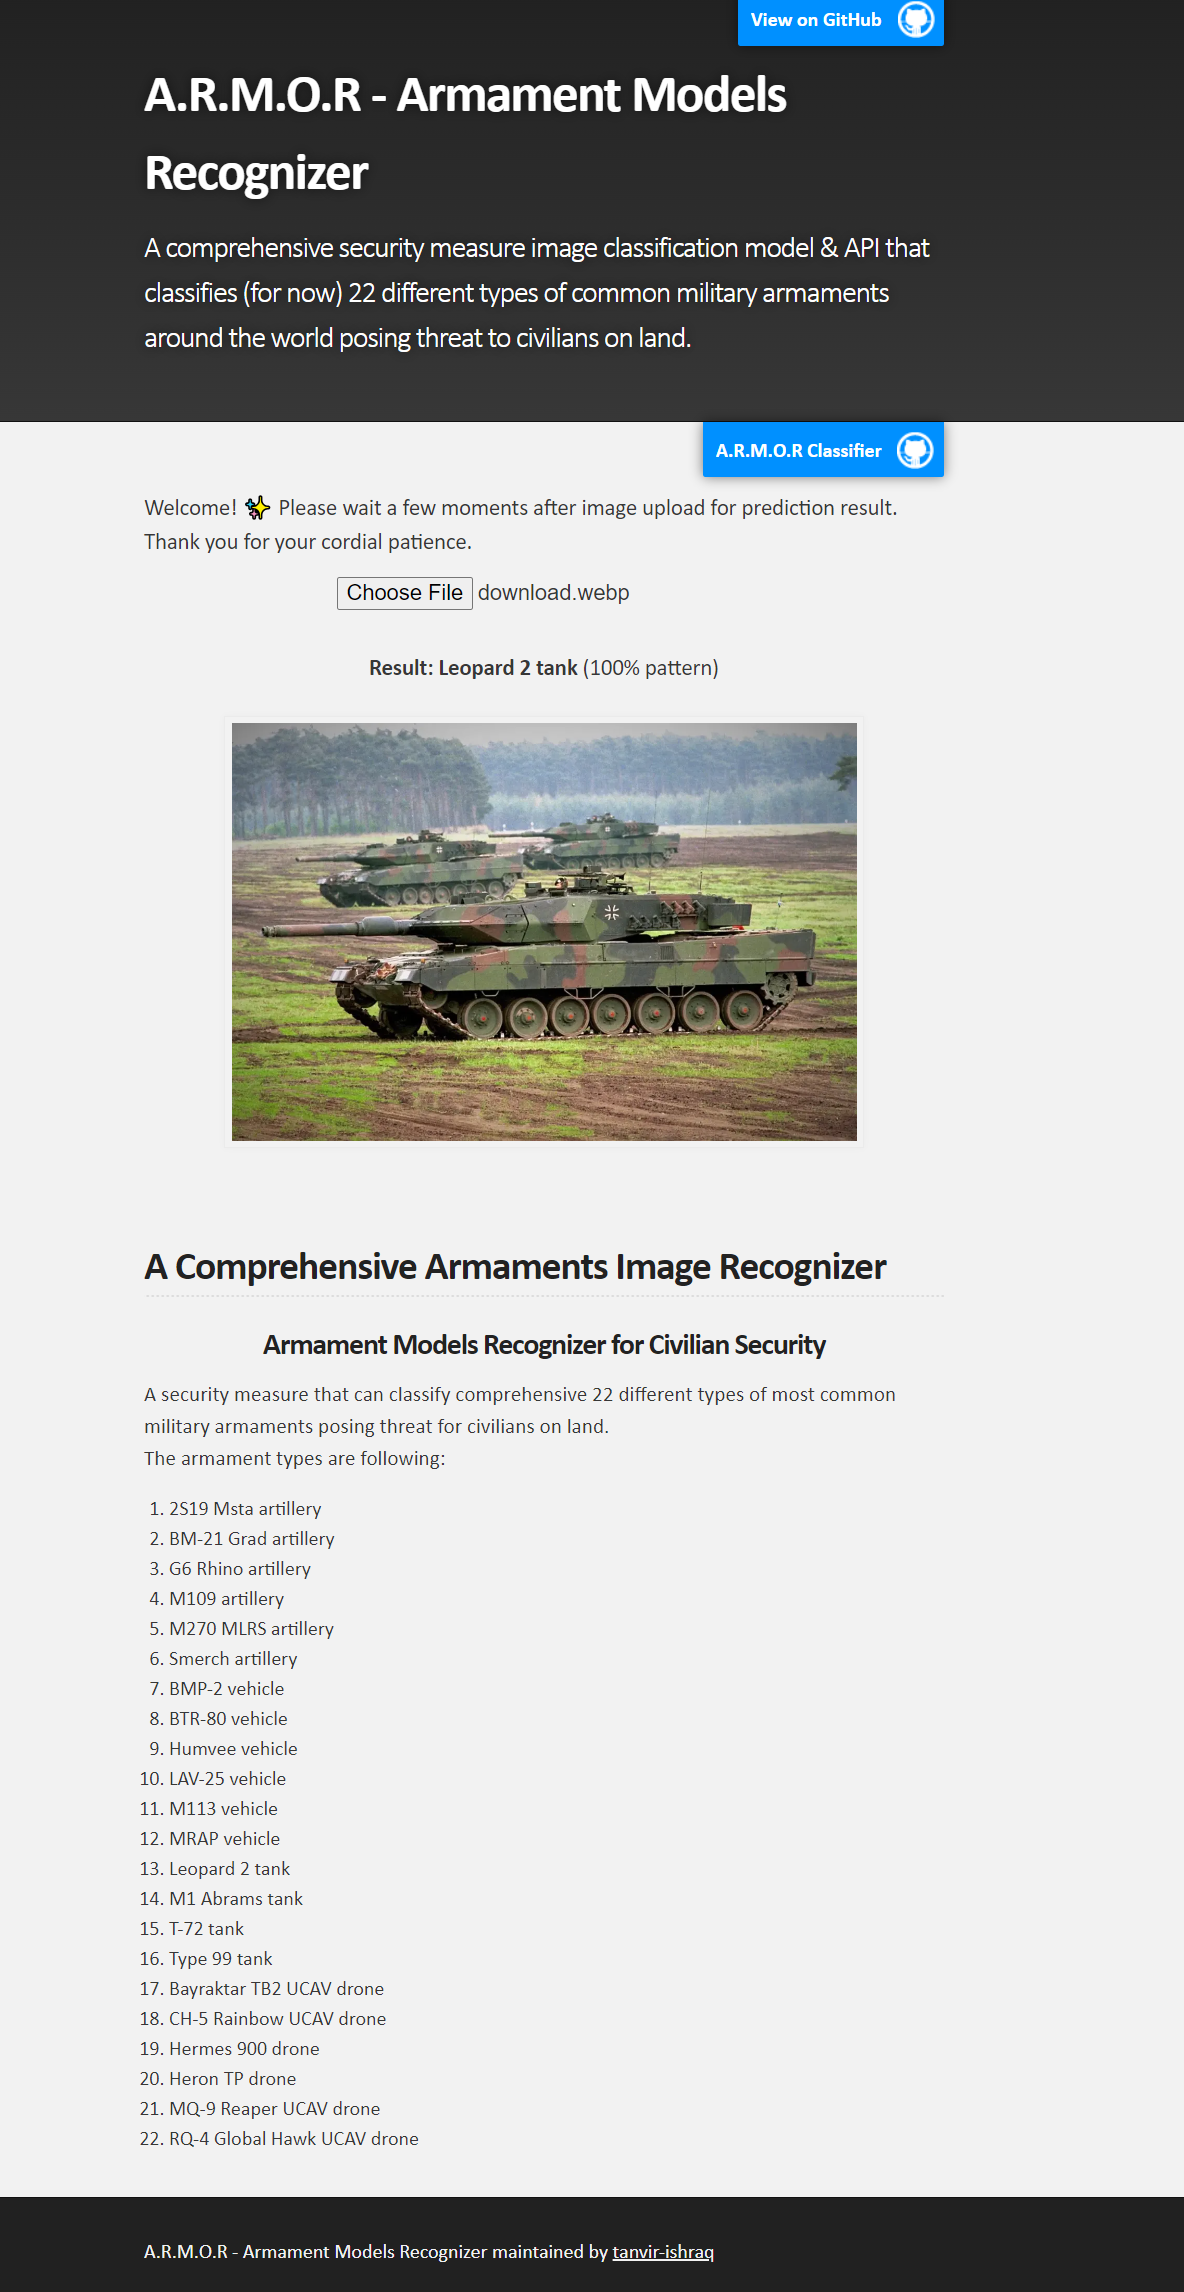 View on GitHub
A.R.M.O.R - Armament Models
Recognizer
A comprehensive security measure image classification model & API that
classifies (for now) 22 different types of common military armaments
around the world posing threat to civilians on land.
A.R.M.O.R Classifier
Welcome! ✨ Please wait a few moments after image upload for prediction result.
Thank you for your cordial patience.
Choose File download.webp
Result: Leopard 2 tank (100% pattern)
A Comprehensive Armaments Image Recognizer
Armament Models Recognizer for Civilian Security
A security measure that can classify comprehensive 22 different types of most common
military armaments posing threat for civilians on land.
The armament types are following:
1. 2S19 Msta artillery
2. BM-21 Grad artillery
3. G6 Rhino artillery
4. M109 artillery
5. M270 MLRS artillery
6. Smerch artillery
7. BMP-2 vehicle
8. BTR-80 vehicle
9. Humvee vehicle
10. LAV-25 vehicle
11. M113 vehicle
12. MRAP vehicle
13. Leopard 2 tank
14. M1 Abrams tank
15. T-72 tank
16. Type 99 tank
17. Bayraktar TB2 UCAV drone
18. CH-5 Rainbow UCAV drone
19. Hermes 900 drone
20. Heron TP drone
21. MQ-9 Reaper UCAV drone
22. RQ-4 Global Hawk UCAV drone
A.R.M.O.R - Armament Models Recognizer maintained by tanvir-ishraq